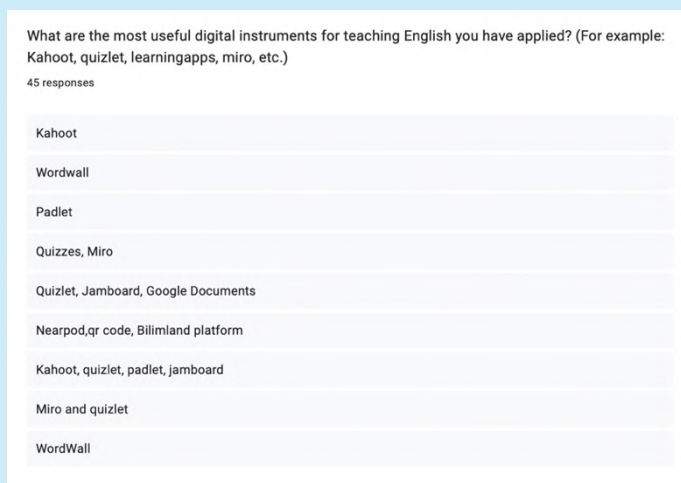 What are the most useful digital instruments for teaching English you have applied? (For example:
Kahoot, quizlet, learningapps, miro, etc.)
45 responses
Kahoot
Wordwall
Padlet
Quizzes, Miro
Quizlet, Jamboard, Google Documents
Nearpod,qr code, Bilimland platform
Kahoot, quizlet, padlet, jamboard
Miro and quizlet
WordWall